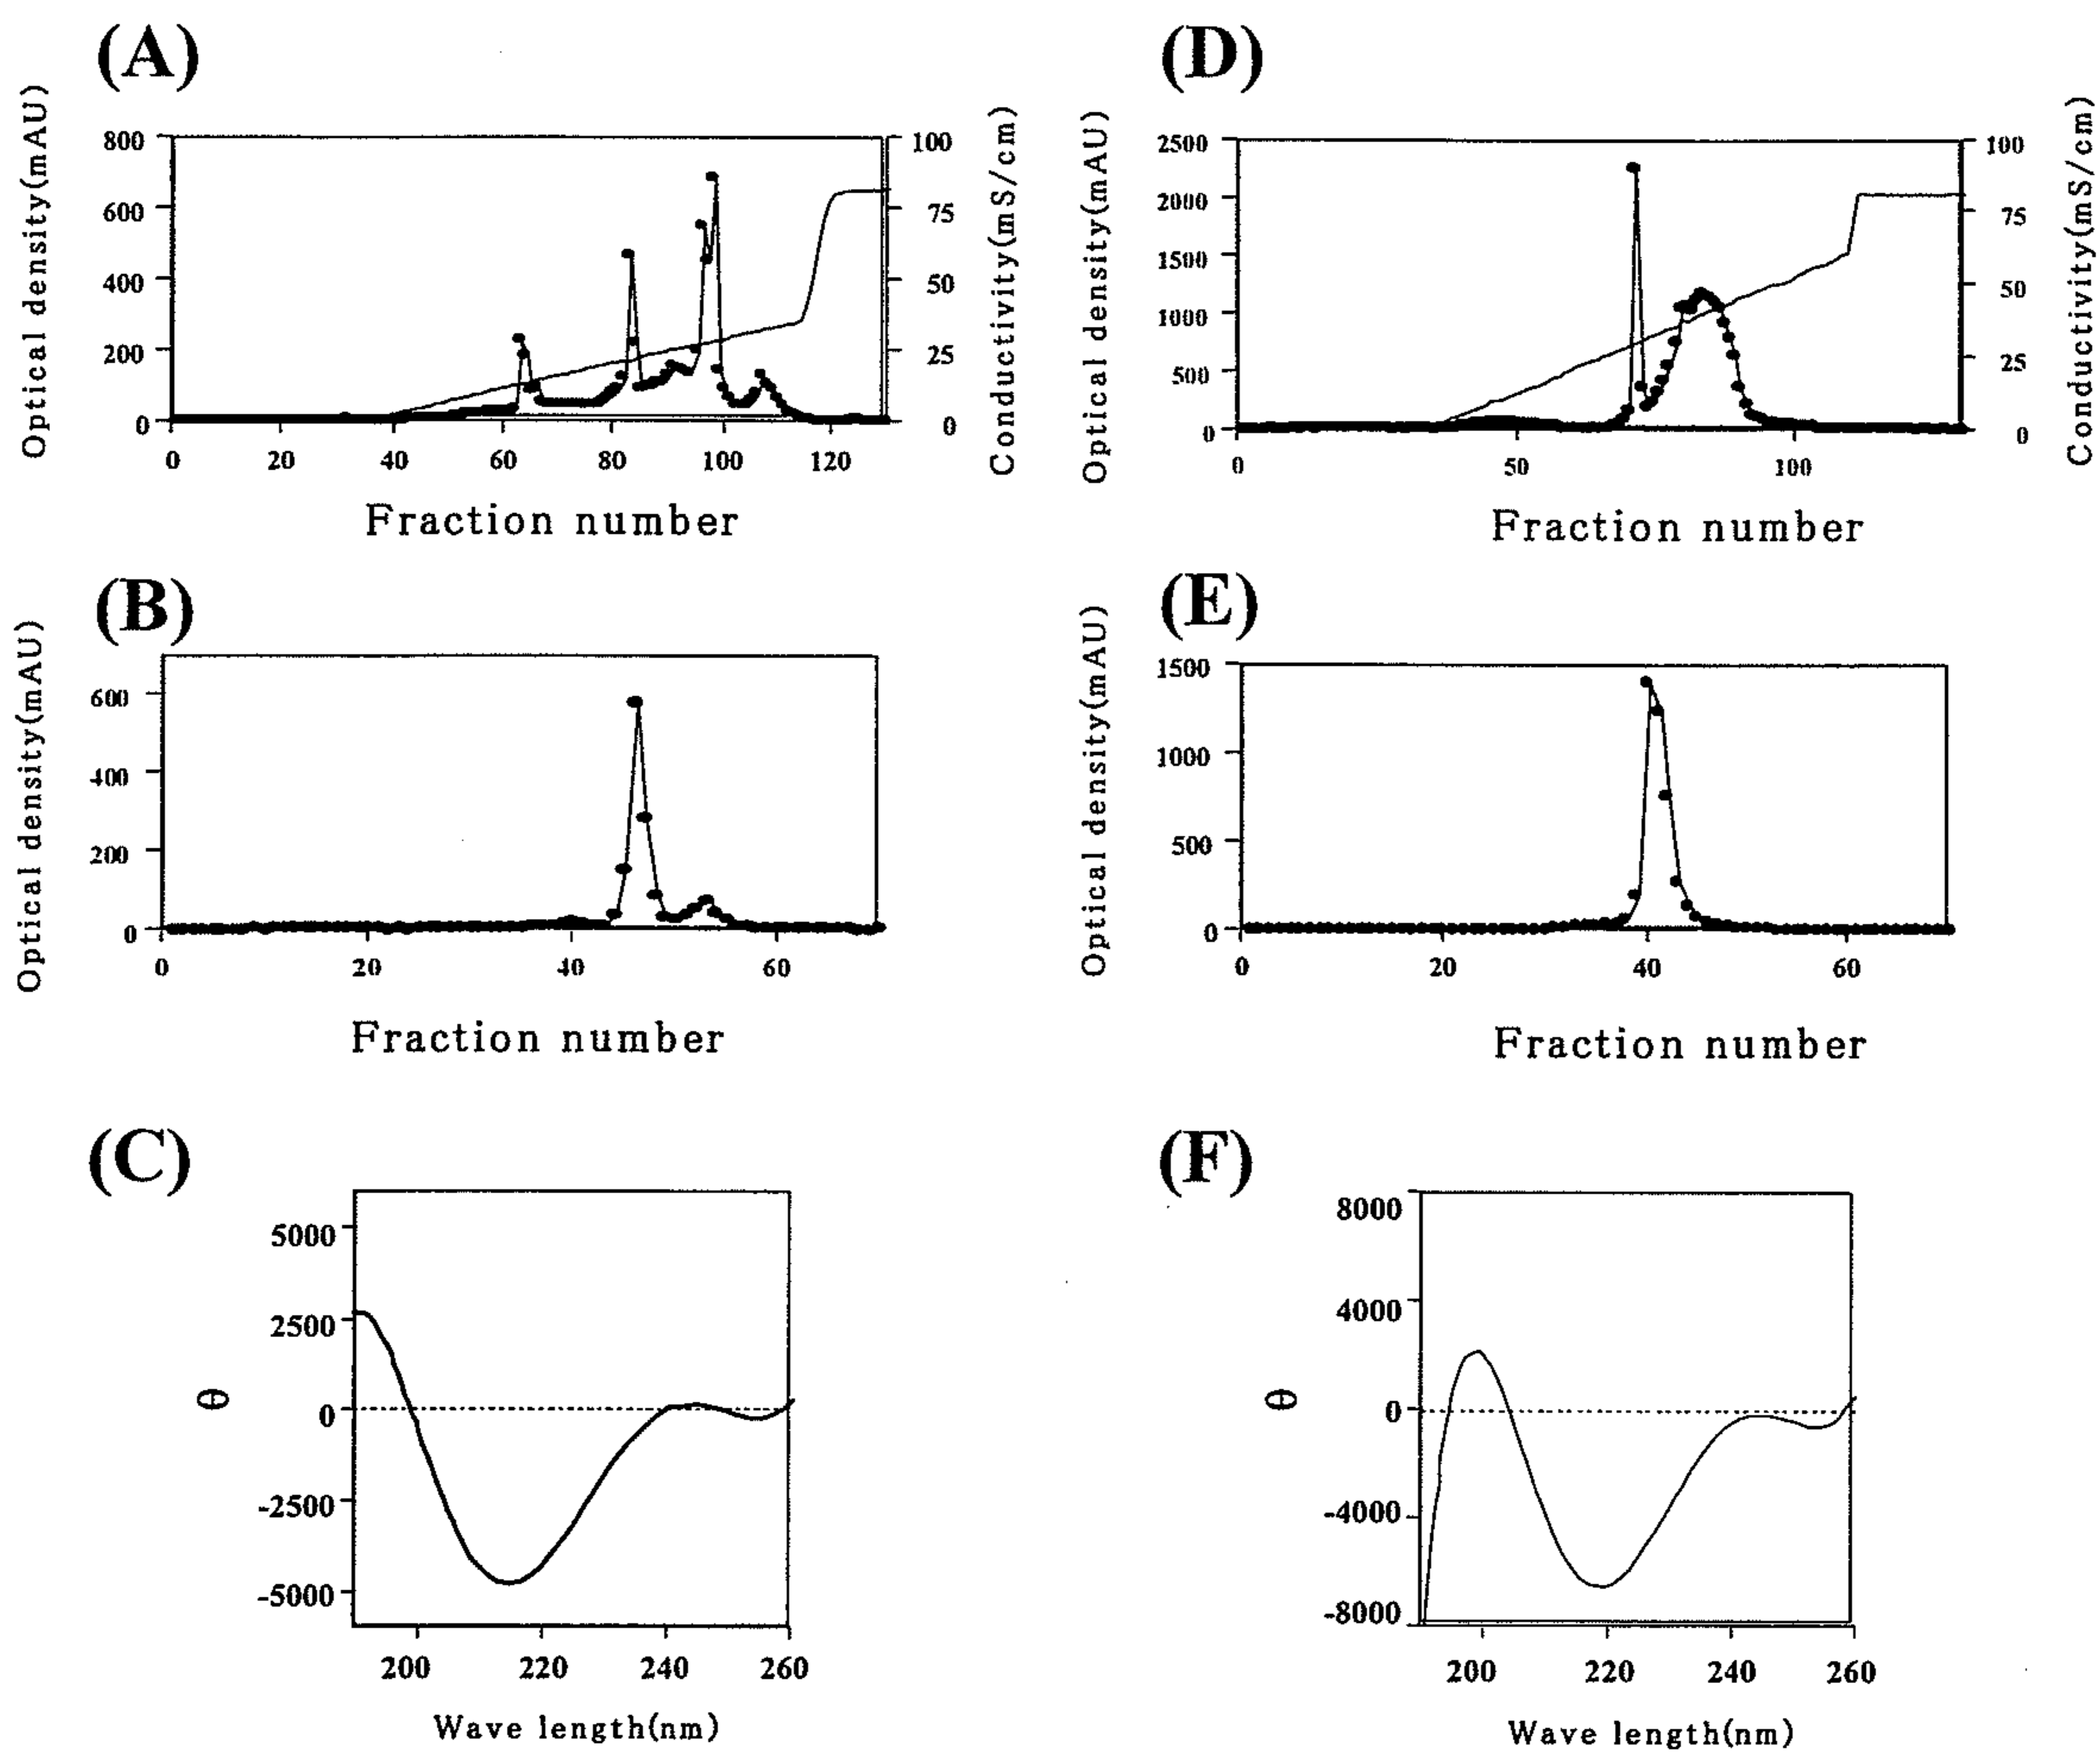 (A)
Optical density(mAU)
800
600
400
200
0
100
75
50
25
0
Conductivity(mS/cm)
0 20 40 60 80 100 120
Fraction number
(D)
Optical density(mAU)
2500
2000
1500
1000
500
0
100
75
50
25
0
Conductivity(mS/cm)
0 50 100
Fraction number
(B)
Optical density(mAU)
600
400
200
0
0 20 40 60
Fraction number
(E)
Optical density(mAU)
1500
1000
500
0
0 20 40 60
Fraction number
(C)
θ
5000
2500
0
-2500
-5000
200 220 240 260
Wave length(nm)
(F)
θ
8000
4000
0
-4000
-8000
200 220 240 260
Wave length(nm)